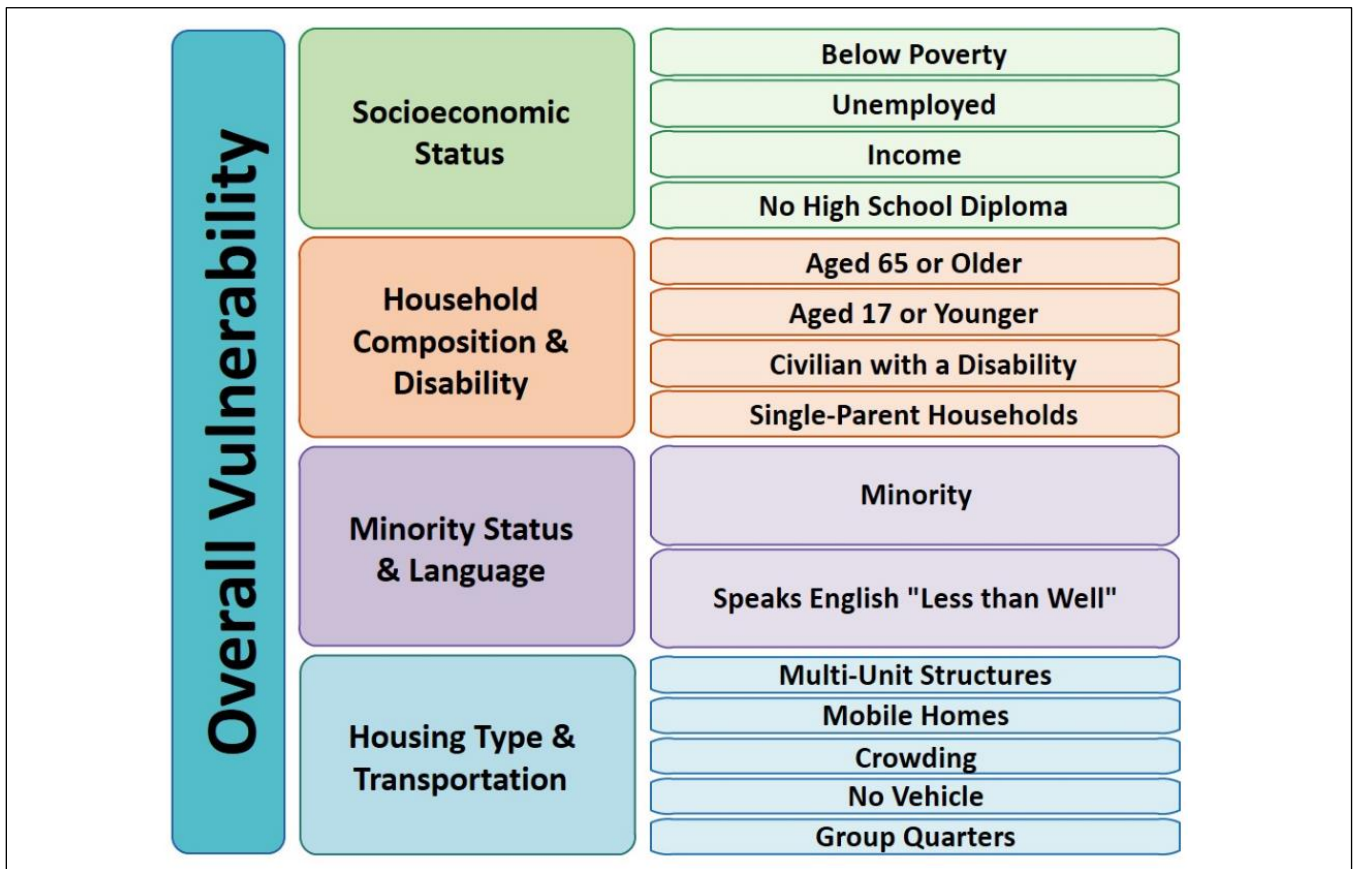 Overall Vulnerability
Socioeconomic
Status
Below Poverty
Unemployed
Income
No High School Diploma
Household
Composition &
Disability
Aged 65 or Older
Aged 17 or Younger
Civilian with a Disability
Single-Parent Households
Minority Status
& Language
Minority
Speaks English "Less than Well"
Housing Type &
Transportation
Multi-Unit Structures
Mobile Homes
Crowding
No Vehicle
Group Quarters